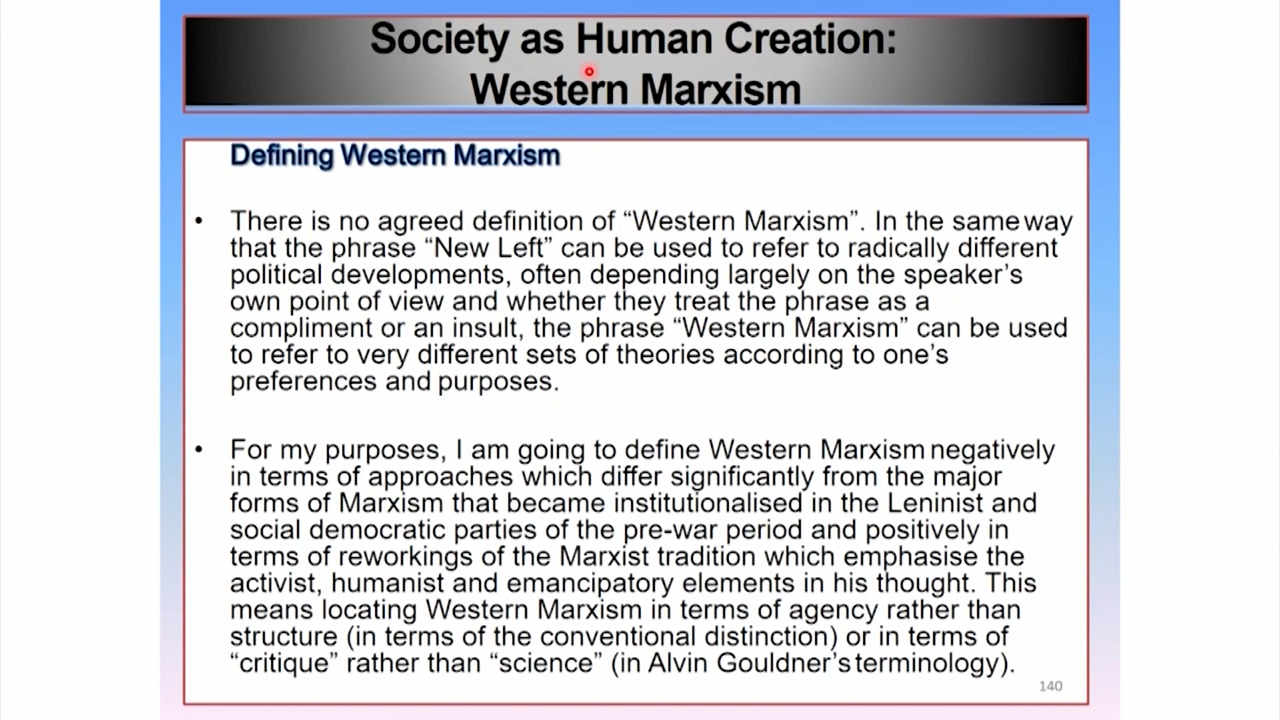 Society as Human Creation:
Western Marxism
Defining Western Marxism
• There is no agreed definition of “Western Marxism”. In the same way
that the phrase “New Left” can be used to refer to radically different
political developments, often depending largely on the speaker’s
own point of view and whether they treat the phrase as a
compliment or an insult, the phrase “Western Marxism” can be used
to refer to very different sets of theories according to one’s
preferences and purposes.
• For my purposes, I am going to define Western Marxism negatively
in terms of approaches which differ significantly from the major
forms of Marxism that became institutionalised in the Leninist and
social democratic parties of the pre-war period and positively in
terms of reworkings of the Marxist tradition which emphasise the
activist, humanist and emancipatory elements in his thought. This
means locating Western Marxism in terms of agency rather than
structure (in terms of the conventional distinction) or in terms of
“critique” rather than “science” (in Alvin Gouldner’s terminology).
140